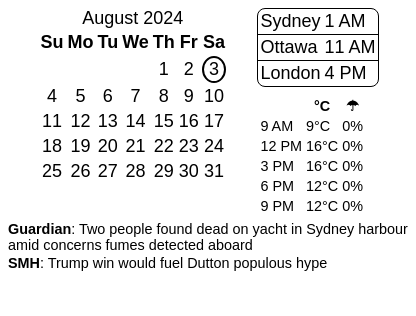 August 2024
Su Mo Tu We Th Fr Sa
1 2 3
4 5 6 7 8 9 10
11 12 13 14 15 16 17
18 19 20 21 22 23 24
25 26 27 28 29 30 31
Sydney 1 AM
Ottawa 11 AM
London 4 PM
°C ☂
9 AM 9°C 0%
12 PM 16°C 0%
3 PM 16°C 0%
6 PM 12°C 0%
9 PM 12°C 0%
Guardian: Two people found dead on yacht in Sydney harbour
amid concerns fumes detected aboard
SMH: Trump win would fuel Dutton populous hype